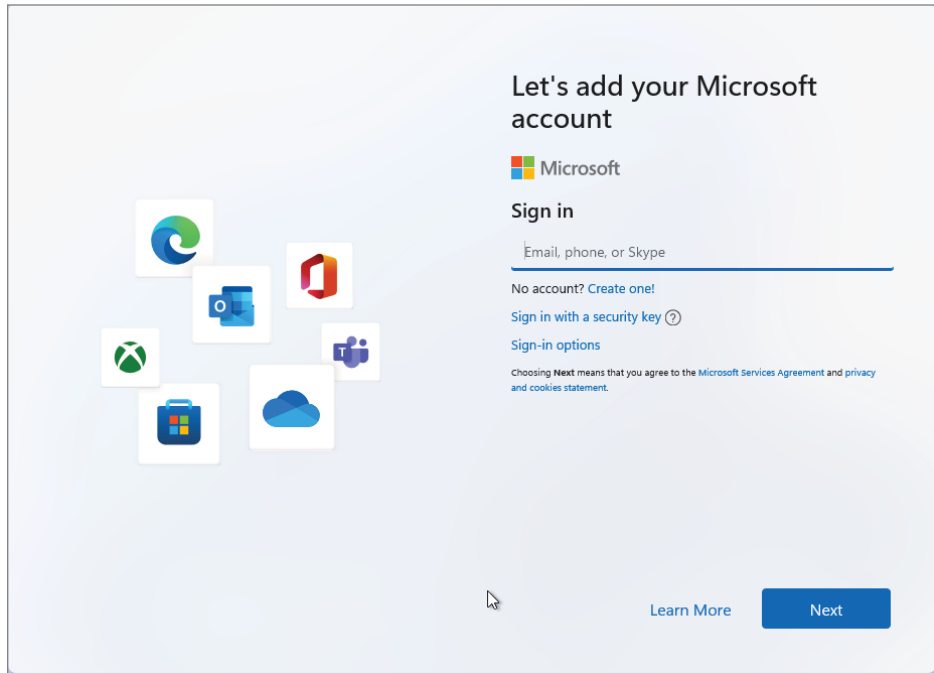 Let's add your Microsoft
account
Microsoft
Sign in
Email, phone, or Skype
No account? Create one!
Sign in with a security key ?
Sign-in options
Choosing Next means that you agree to the Microsoft Services Agreement and privacy
and cookies statement.
O
T
Learn More
Next